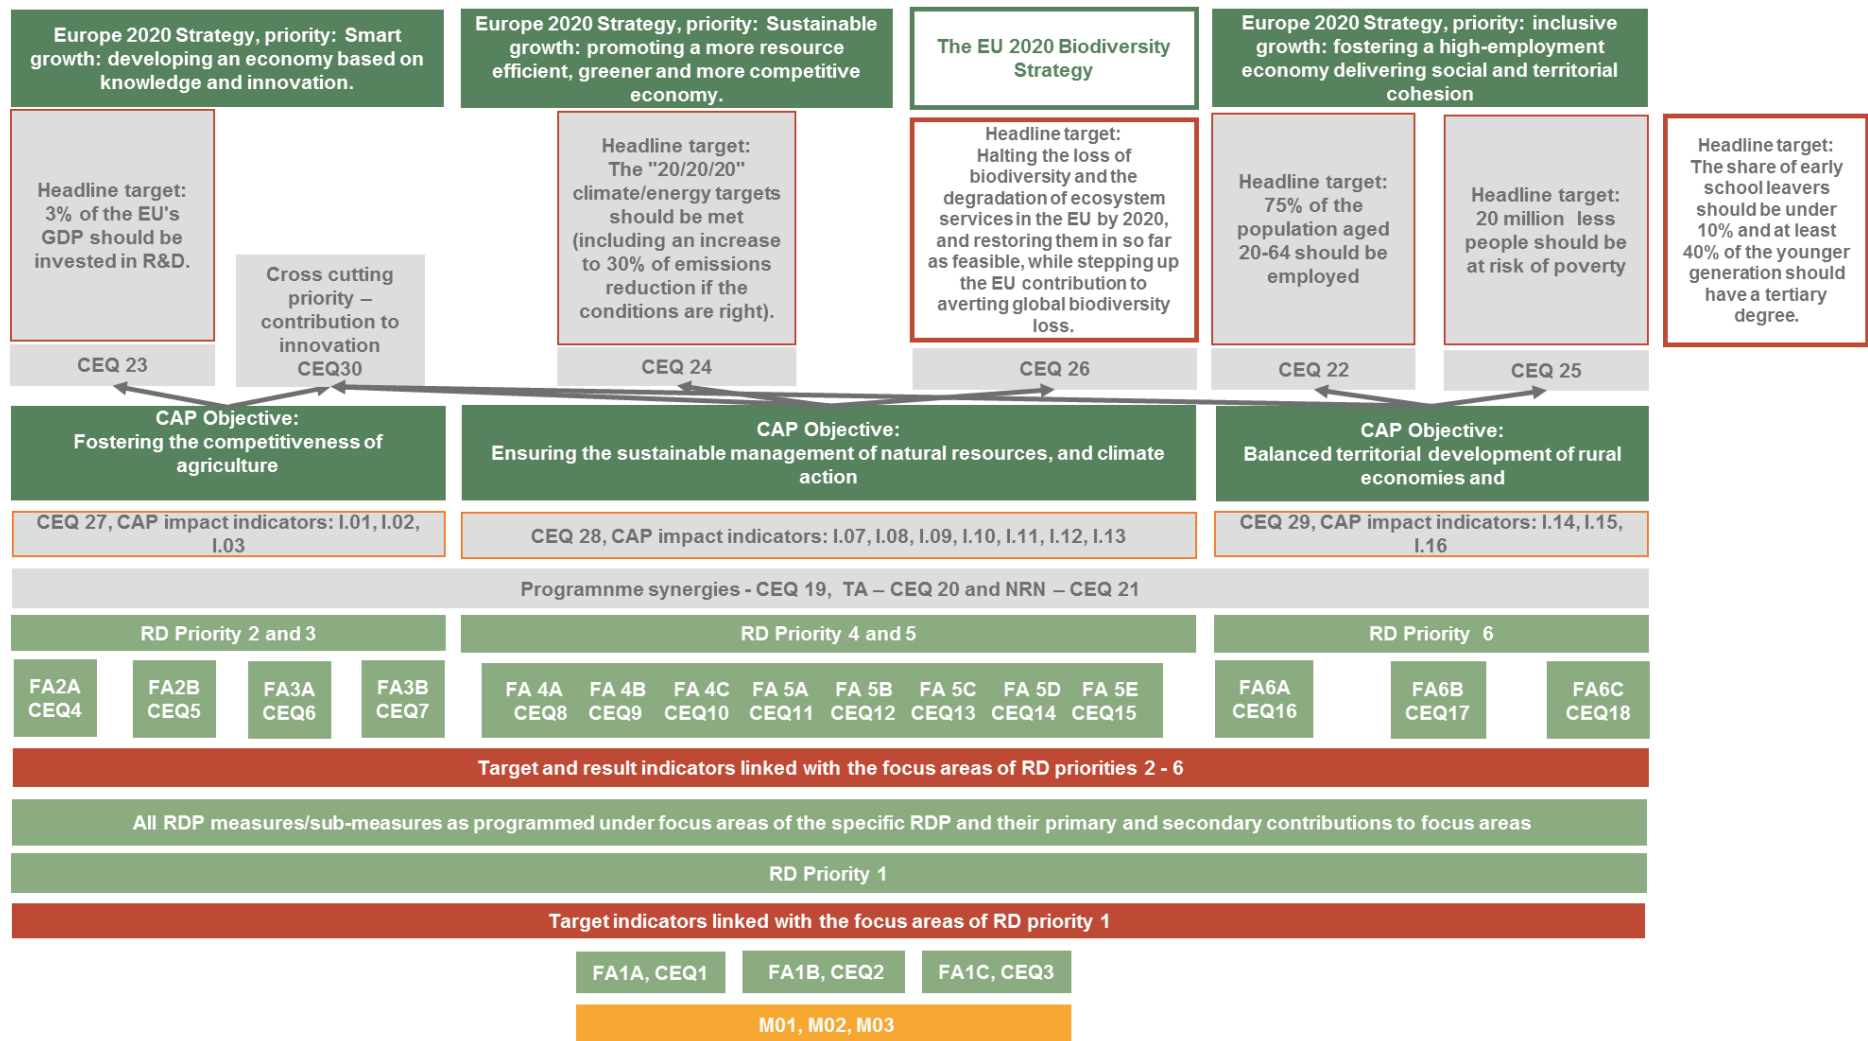 Europe 2020 Strategy, priority: Smart
growth: developing an economy based on
knowledge and innovation.
Europe 2020 Strategy, priority: Sustainable
growth: promoting a more resource
efficient, greener and more competitive
economy.
The EU 2020 Biodiversity
Strategy
Europe 2020 Strategy, priority: inclusive
growth: fostering a high-employment
economy delivering social and territorial
cohesion
Headline target:
3% of the EU's
GDP should be
invested in R&D.
Cross cutting
priority –
contribution to
innovation
CEQ30
Headline target:
The "20/20/20"
climate/energy targets
should be met
(including an increase
to 30% of emissions
reduction if the
conditions are right).
Headline target:
Halting the loss of
biodiversity and the
degradation of ecosystem
services in the EU by 2020,
and restoring them in so far
as feasible, while stepping up
the EU contribution to
averting global biodiversity
loss.
Headline target:
75% of the
population aged
20-64 should be
employed
Headline target:
20 million less
people should be
at risk of poverty
Headline target:
The share of early
school leavers
should be under
10% and at least
40% of the younger
generation should
have a tertiary
degree.
CEQ 23
CEQ 24
CEQ 26
CEQ 22
CEQ 25
CAP Objective:
Fostering the competitiveness of
agriculture
CAP Objective:
Ensuring the sustainable management of natural resources, and climate
action
CAP Objective:
Balanced territorial development of rural
economies and
CEQ 27, CAP impact indicators: I.01, I.02,
I.03
CEQ 28, CAP impact indicators: I.07, I.08, I.09, I.10, I.11, I.12, I.13
CEQ 29, CAP impact indicators: I.14, I.15,
I.16
Prograpnme synergies - CEQ 19, TA – CEQ 20 and NRN – CEQ 21
RD Priority 2 and 3
RD Priority 4 and 5
RD Priority 6
FA2A
CEQ4
FA2B
CEQ5
FA3A
CEQ6
FA3B
CEQ7
FA 4A FA 4B FA 4C FA 5A FA 5B FA 5C FA 5D FA 5E
CEQ8 CEQ9 CEQ10 CEQ11 CEQ12 CEQ13 CEQ14 CEQ15
FA6A
CEQ16
FA6B
CEQ17
FA6C
CEQ18
Target and result indicators linked with the focus areas of RD priorities 2 - 6
All RDP measures/sub-measures as programmed under focus areas of the specific RDP and their primary and secondary contributions to focus areas
RD Priority 1
Target indicators linked with the focus areas of RD priority 1
FA1A, CEQ1
FA1B, CEQ2
FA1C, CEQ3
M01, M02, M03